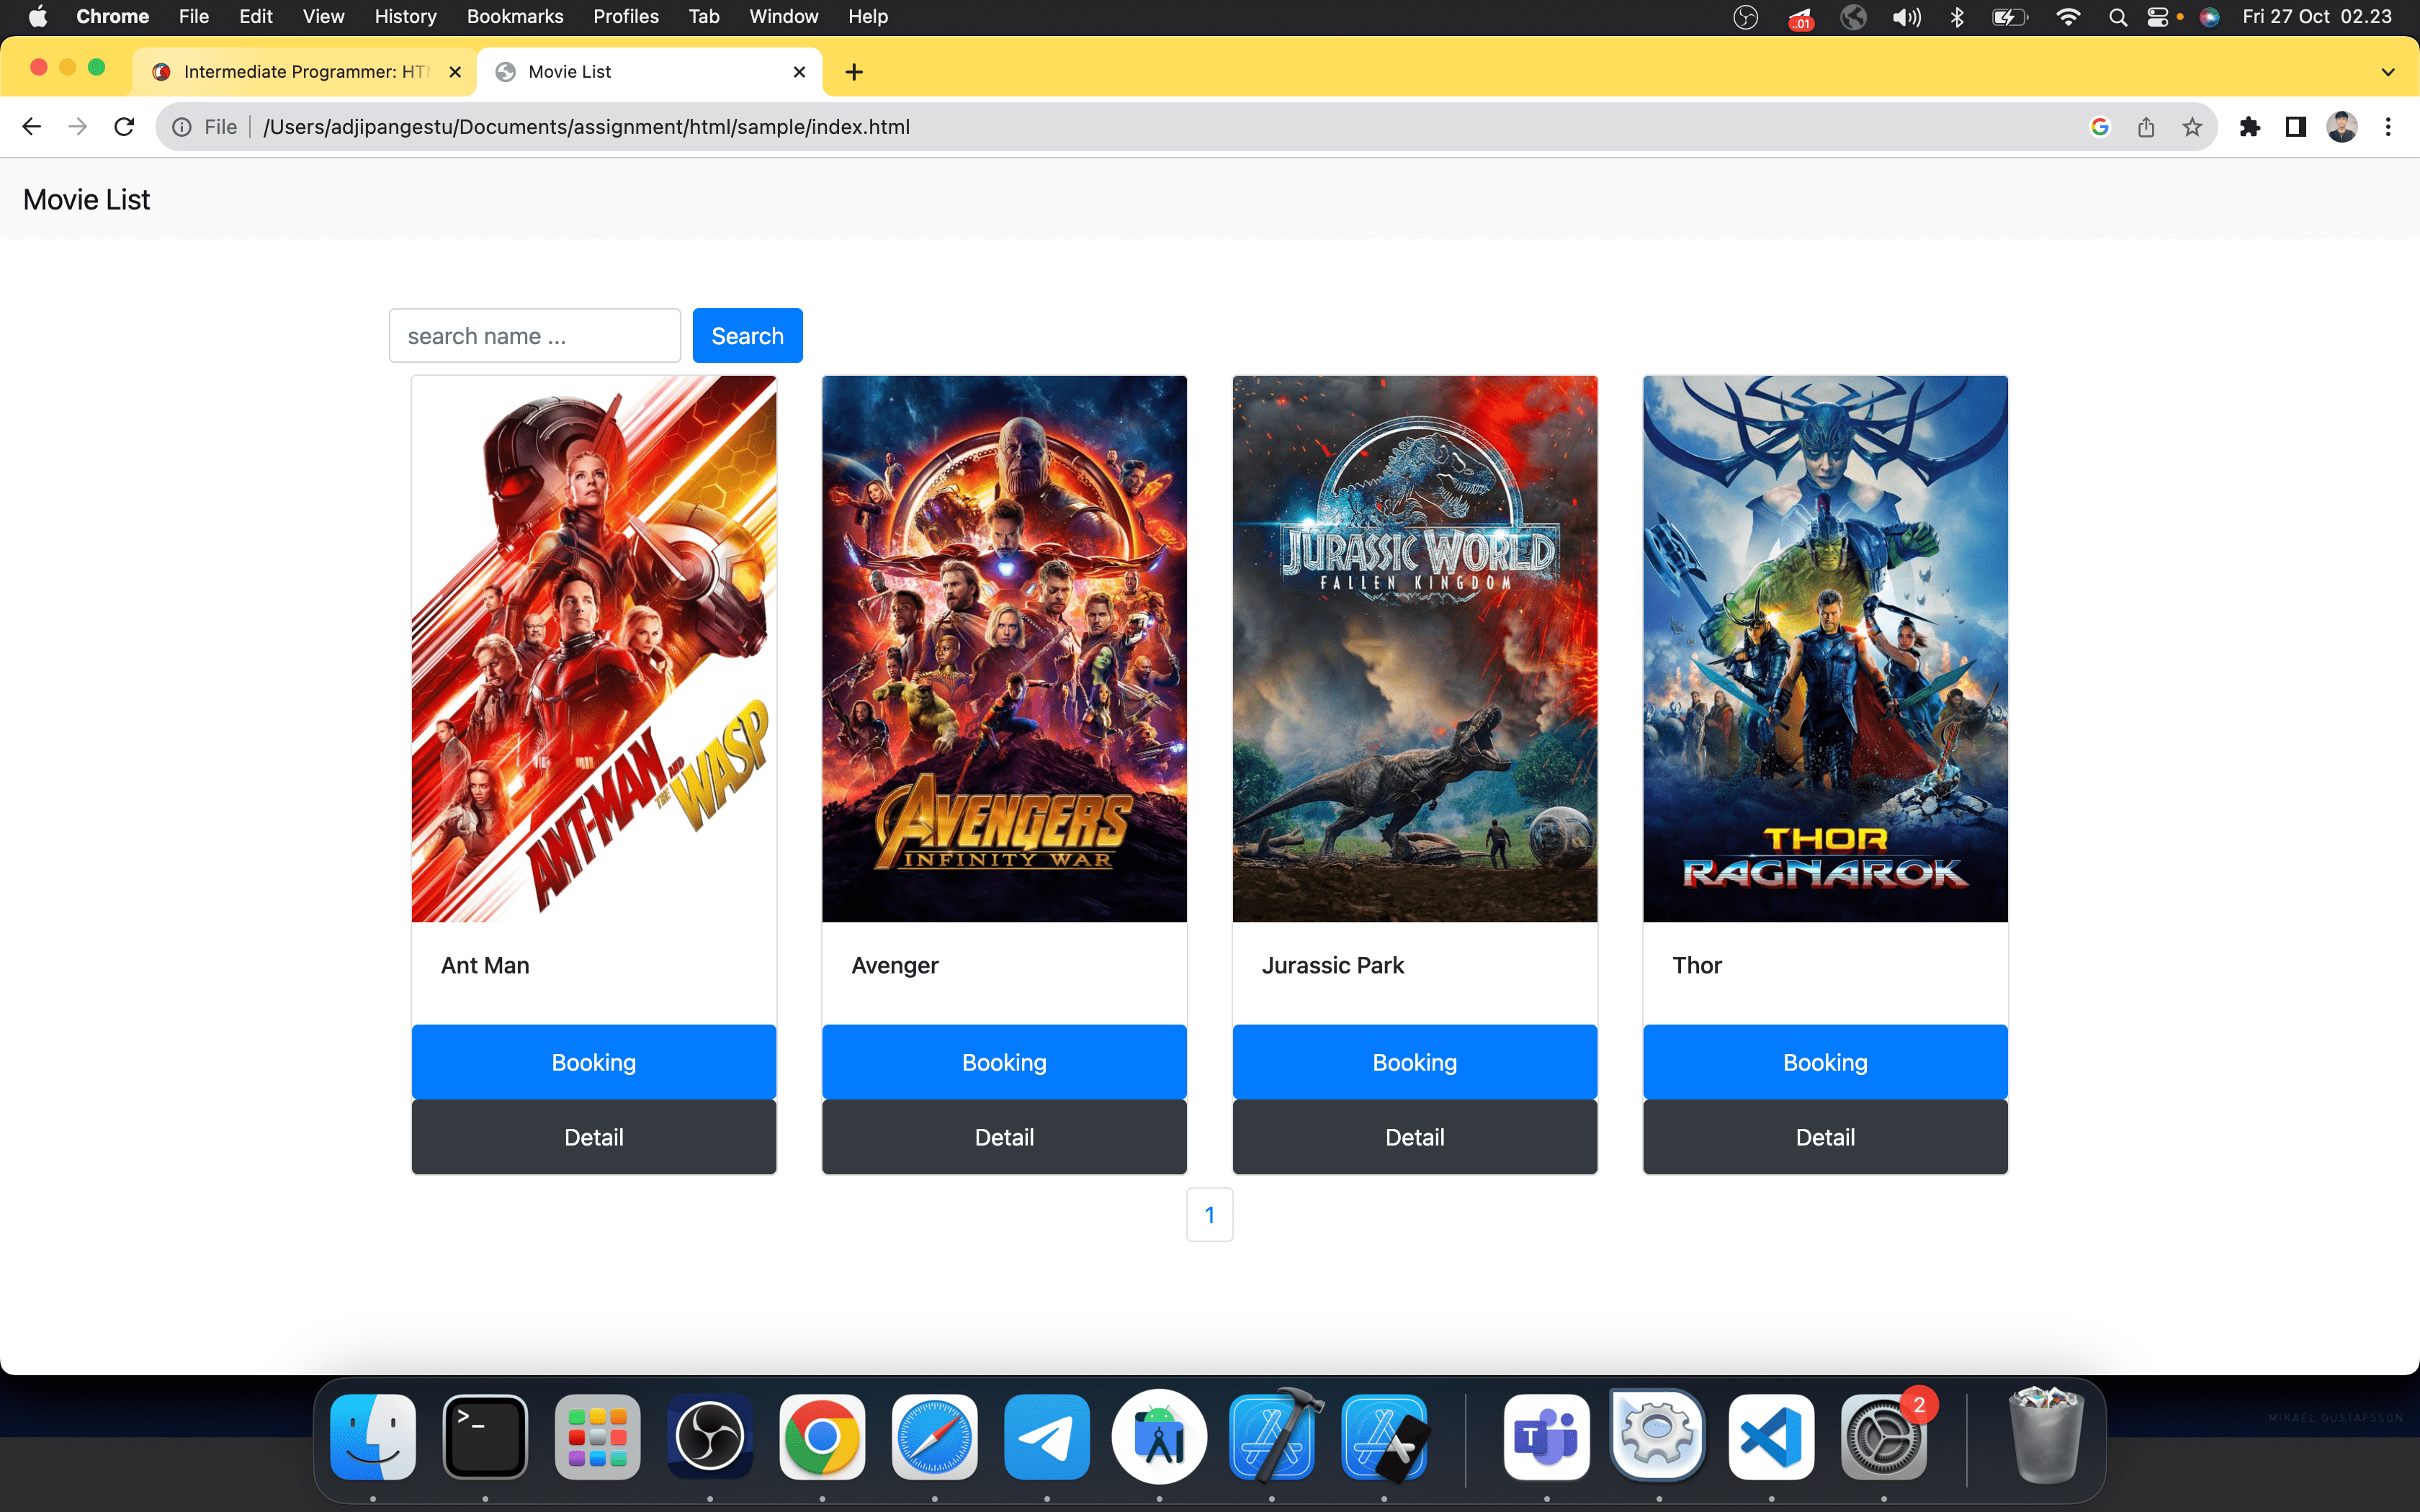 Chrome File Edit View History Bookmarks Profiles Tab Window Help ..01 Fri 27 Oct 02.23
Intermediate Programmer: HT Movie List
File /Users/adjipangestu/Documents/assignment/html/sample/index.html
Movie List
search name ... Search
ANT-MAN AND THE WASP
AVENGERS
INFINITY WAR
JURASSIC WORLD
FALLEN KINGDOM
THOR
RAGNAROK
Ant Man Avenger Jurassic Park Thor
Booking Booking Booking Booking
Detail Detail Detail Detail
1
>_
T
2
MIKAEL GUSTAFSSON